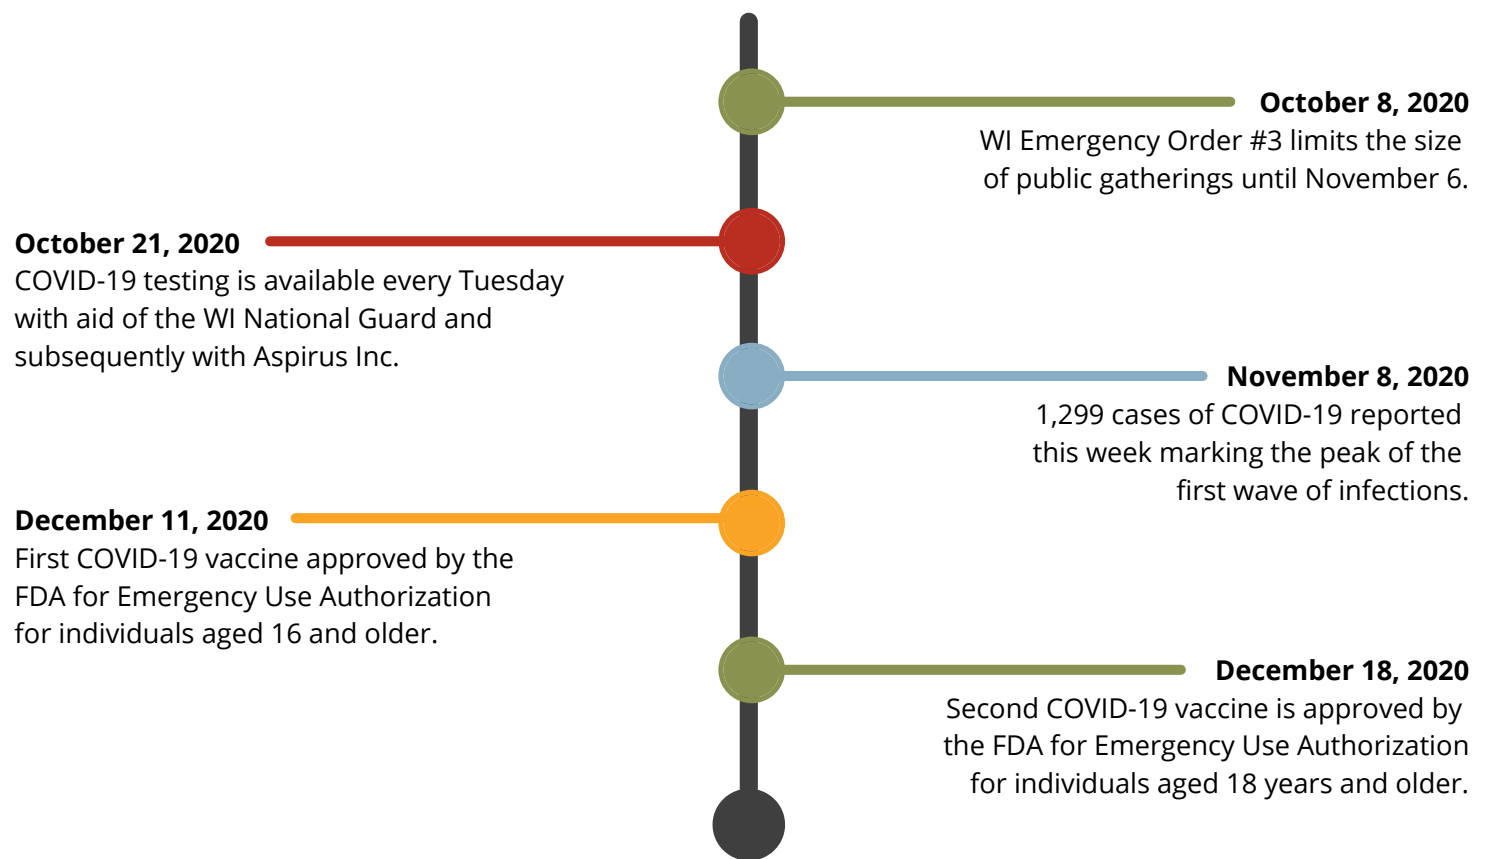 October 8, 2020
WI Emergency Order #3 limits the size
of public gatherings until November 6.
October 21, 2020
COVID-19 testing is available every Tuesday
with aid of the WI National Guard and
subsequently with Aspirus Inc.
November 8, 2020
1,299 cases of COVID-19 reported
this week marking the peak of the
first wave of infections.
December 11, 2020
First COVID-19 vaccine approved by the
FDA for Emergency Use Authorization
for individuals aged 16 and older.
December 18, 2020
Second COVID-19 vaccine is approved by
the FDA for Emergency Use Authorization
for individuals aged 18 years and older.